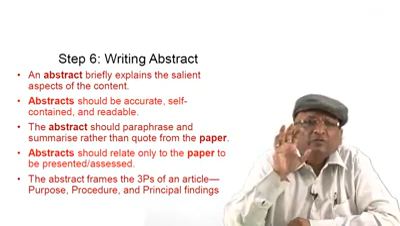 Step 6: Writing Abstract
• An abstract briefly explains the salient
aspects of the content.
• Abstracts should be accurate, self-
contained, and readable.
• The abstract should paraphrase and
summarise rather than quote from the paper.
• Abstracts should relate only to the paper to
be presented/assessed.
• The abstract frames the 3Ps of an article—
Purpose, Procedure, and Principal findings